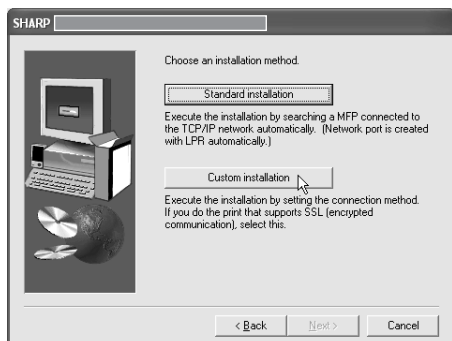 SHARP
Choose an installation method.
Standard installation
Execute the installation by searching a MFP connected to
the TCP/IP network automatically. (Network port is created
with LPR automatically.)
Custom installation
Execute the installation by setting the connection method.
If you do the print that supports SSL (encrypted
communication), select this.
< Back Next > Cancel